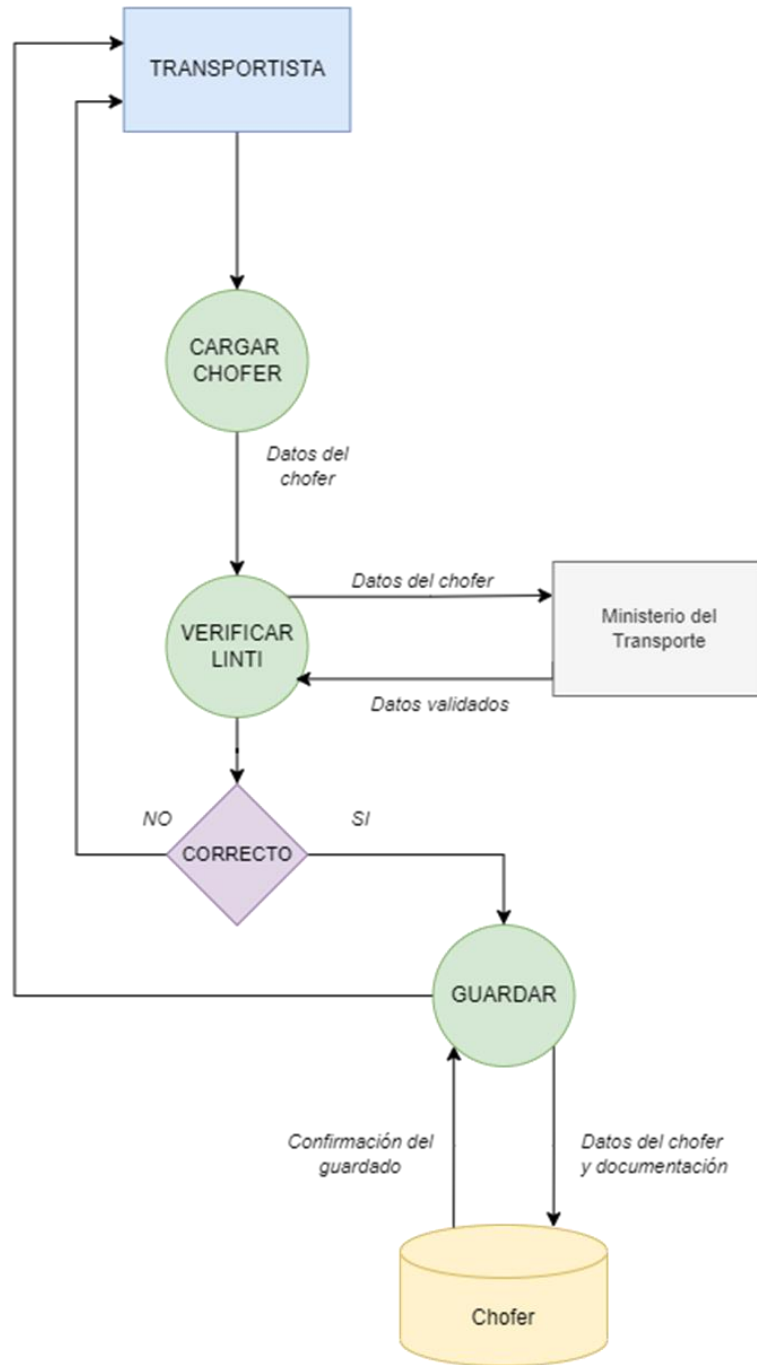 TRANSPORTISTA
CARGAR
CHOFER
Datos del
chofer
Datos del chofer
VERIFICAR
LINTI
Ministerio del
Transporte
Datos validados
NO
SI
CORRECTO
GUARDAR
Confirmación del
guardado
Datos del chofer
y documentación
Chofer